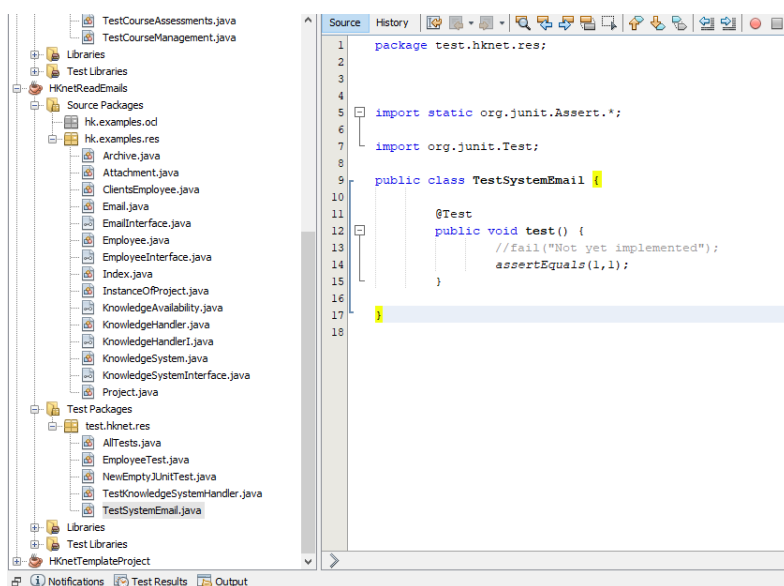 TestCourseAssessments.java
TestCourseManagement.java
Libraries
Test Libraries
HKnetReadEmails
Source Packages
hk.examples.ocl
hk.examples.res
Archive.java
Attachment.java
ClientsEmployee.java
Email.java
EmailInterface.java
Employee.java
EmployeeInterface.java
Index.java
InstanceOfProject.java
KnowledgeAvailability.java
KnowledgeHandler.java
KnowledgeHandlerI.java
KnowledgeSystem.java
KnowledgeSystemInterface.java
Project.java
Test Packages
test.hknet.res
AllTests.java
EmployeeTest.java
NewEmptyJUnitTest.java
TestKnowledgeSystemHandler.java
TestSystemEmail.java
Libraries
Test Libraries
HKnetTemplateProject
Notifications Test Results Output
Source History
1 package test.hknet.res;
2
3
4
5 import static org.junit.Assert.*;
6
7 import org.junit.Test;
8
9 public class TestSystemEmail {
10
11 @Test
12 public void test() {
13 //fail("Not yet implemented");
14 assertEquals(1,1);
15 }
16
17 }
18